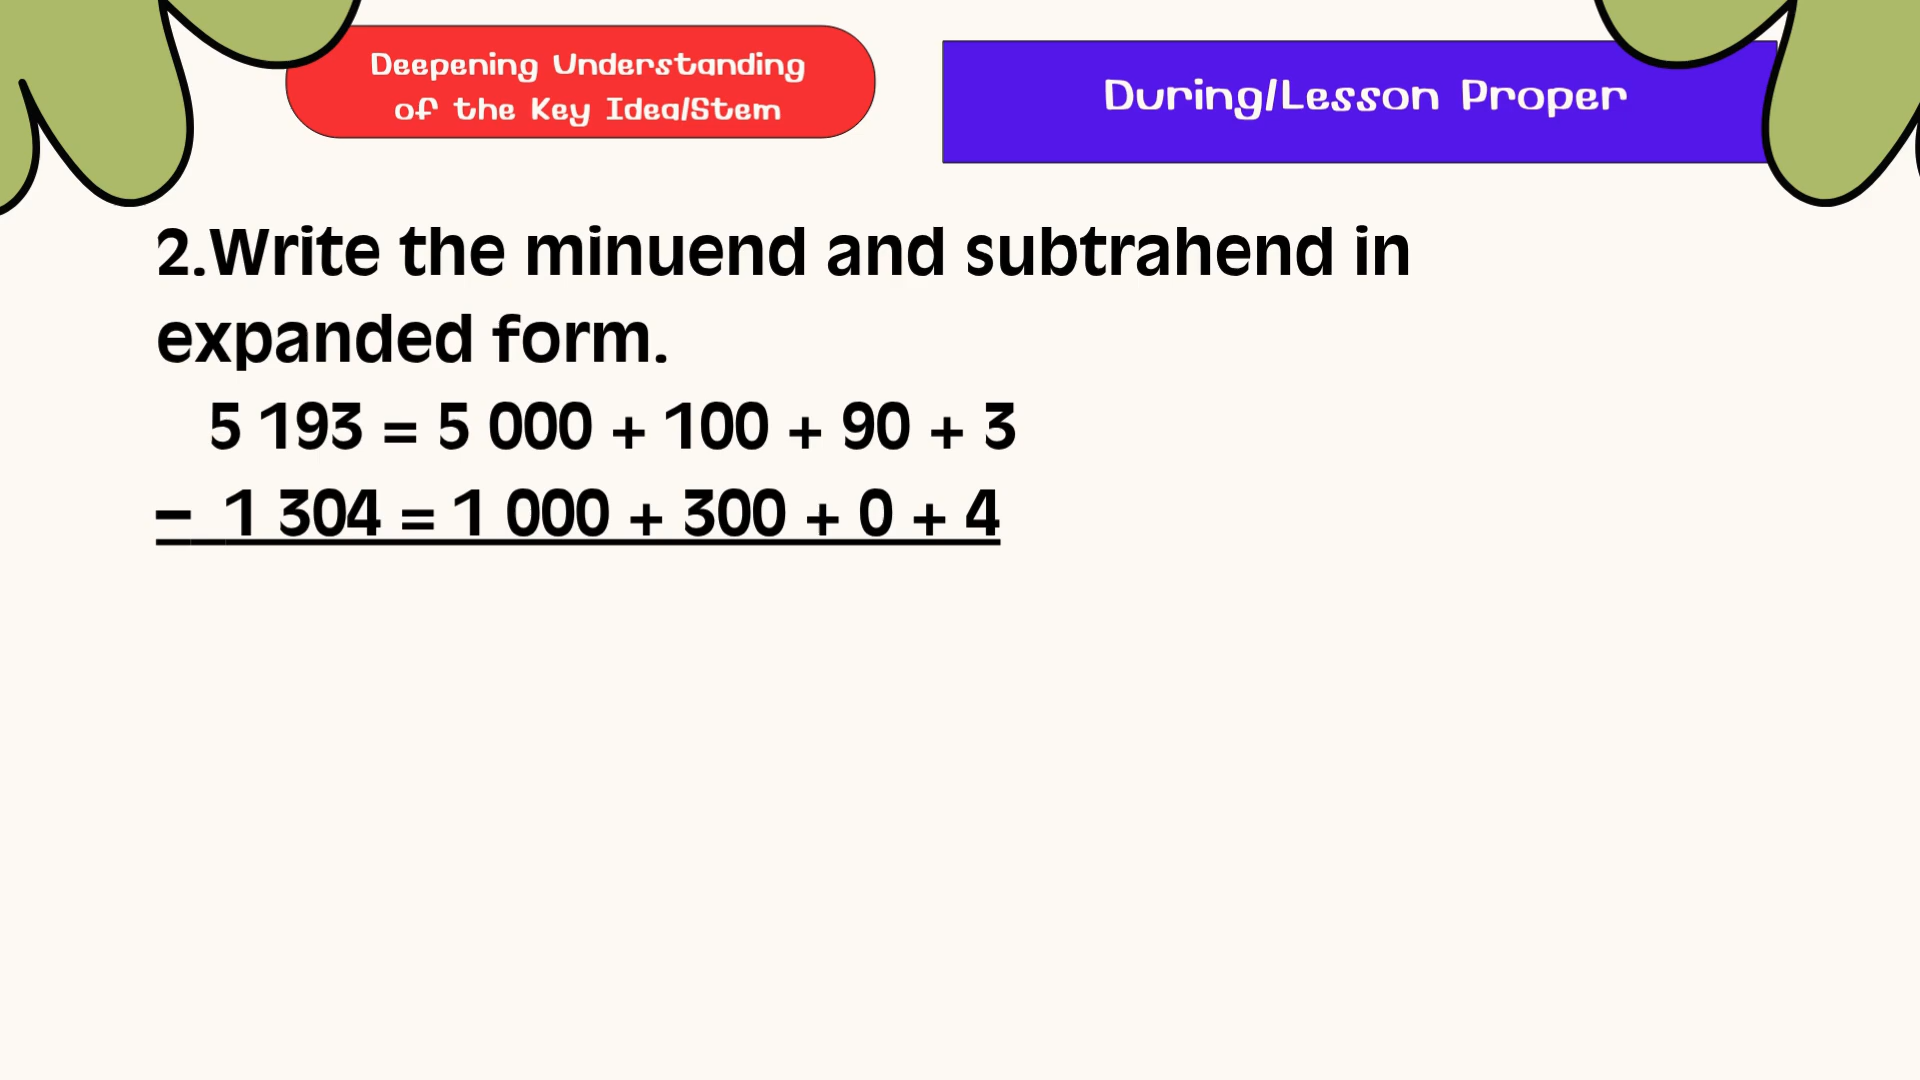 Deepening Understanding
of the Key Idea/Stem
During/Lesson Proper
2.Write the minuend and subtrahend in
expanded form.
5 193 = 5 000 + 100 + 90 + 3
– 1 304 = 1 000 + 300 + 0 + 4